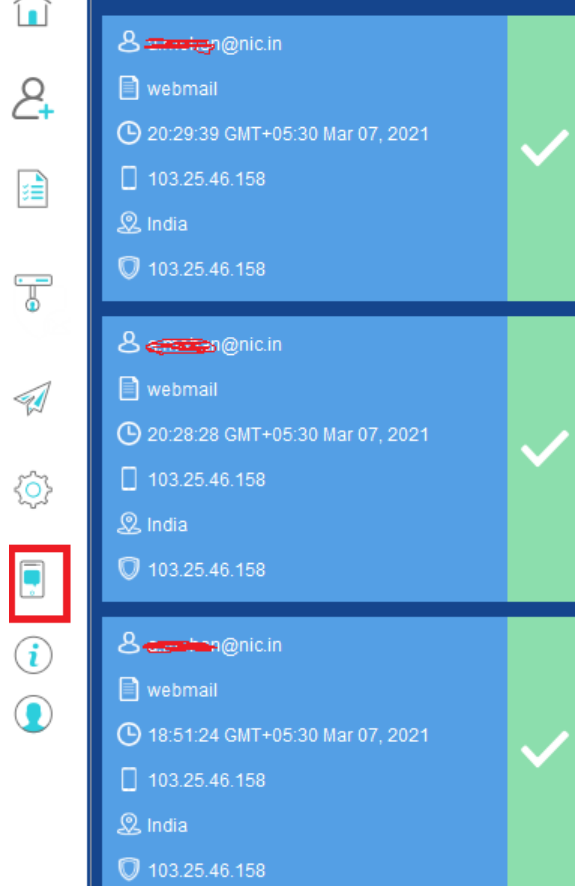 @nic.in
webmail
20:29:39 GMT+05:30 Mar 07, 2021
103.25.46.158
India
103.25.46.158
@nic.in
webmail
20:28:28 GMT+05:30 Mar 07, 2021
103.25.46.158
India
103.25.46.158
@nic.in
webmail
18:51:24 GMT+05:30 Mar 07, 2021
103.25.46.158
India
103.25.46.158